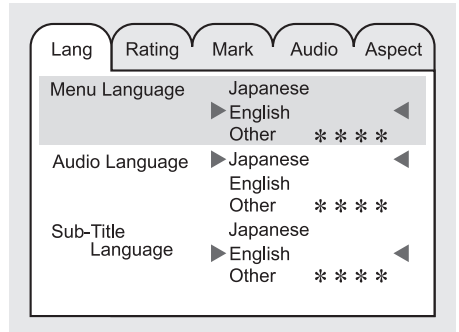 Lang Rating Mark Audio Aspect
Menu Language Japanese
English
Other ＊＊＊＊
Audio Language Japanese
English
Other ＊＊＊＊
Sub-Title Japanese
Language English
Other ＊＊＊＊